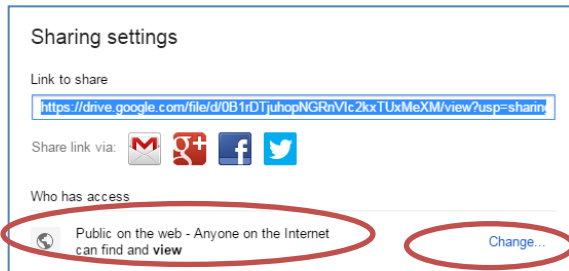 Sharing settings
Link to share
https://drive.google.com/file/d/0B1rDTjuhopNGRnVlc2kxTUxMeXM/view?usp=sharing
Share link via:
Who has access
Public on the web - Anyone on the Internet
can find and view
Change...